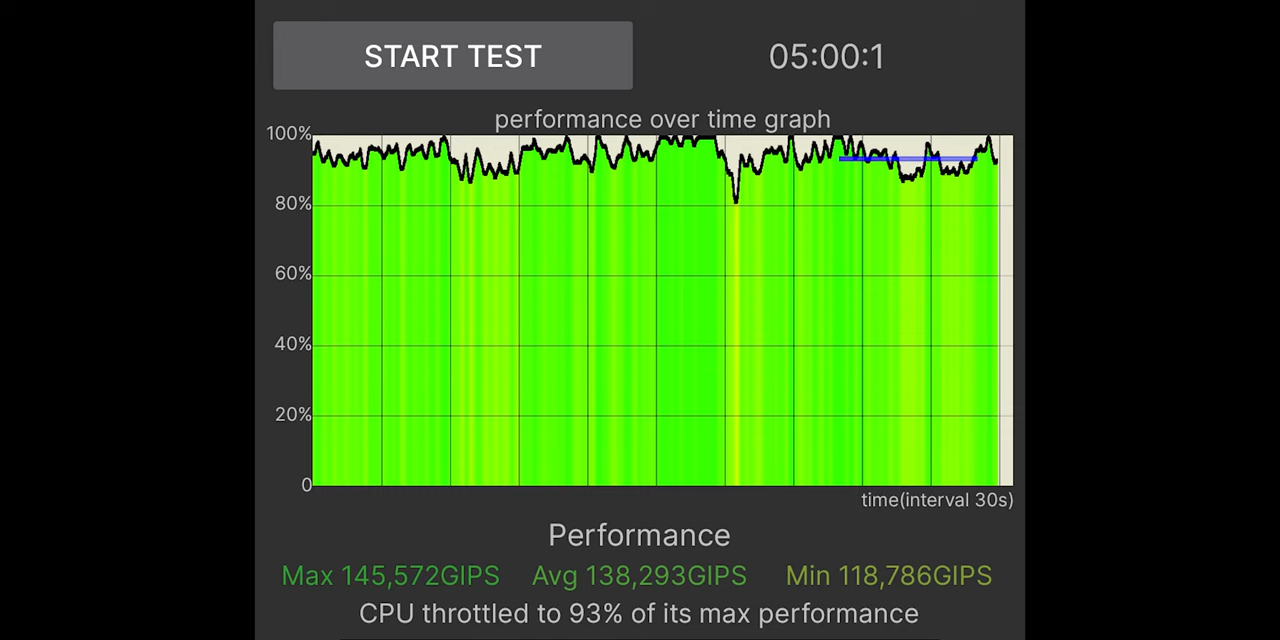 START TEST 05:00:1
performance over time graph
100%
80%
60%
40%
20%
0
time(interval 30s)
Performance
Max 145,572GIPS Avg 138,293GIPS Min 118,786GIPS
CPU throttled to 93% of its max performance